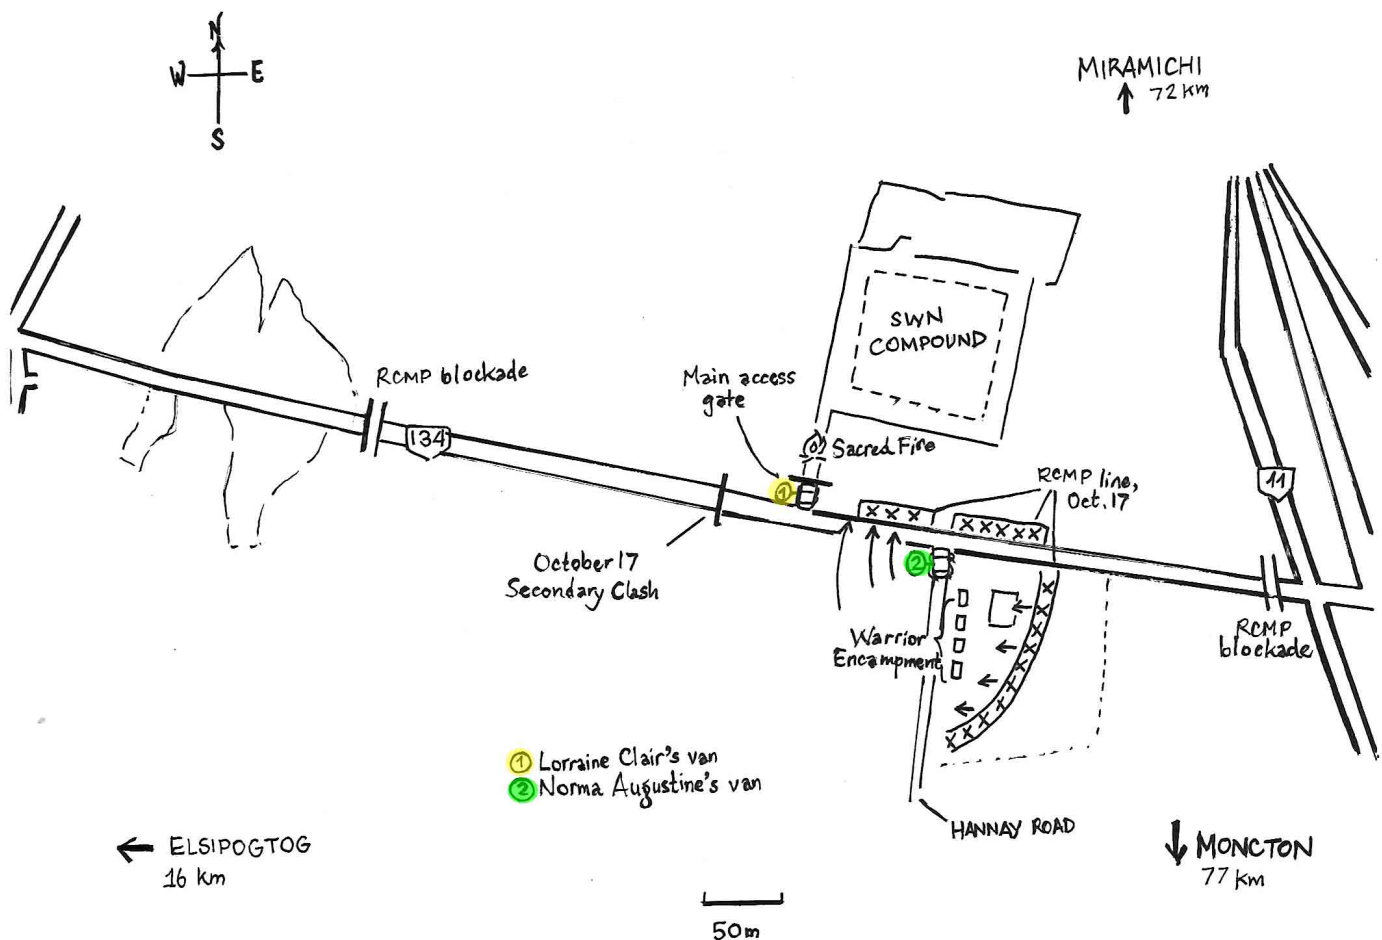 N
W E
S
MIRAMICHI
72 km
RCMP blockade
134
Main access
gate
SWN
COMPOUND
Sacred Fire
1
RCMP line,
Oct. 17
11
x x x
x x x x x
October 17
Secondary Clash
2
Warrior
Encampment
x x x x x x x x x x x
RCMP
blockade
1 Lorraine Clair's van
2 Norma Augustine's van
HANNAY ROAD
ELSIPOGTOG
16 km
MONCTON
77 km
50m